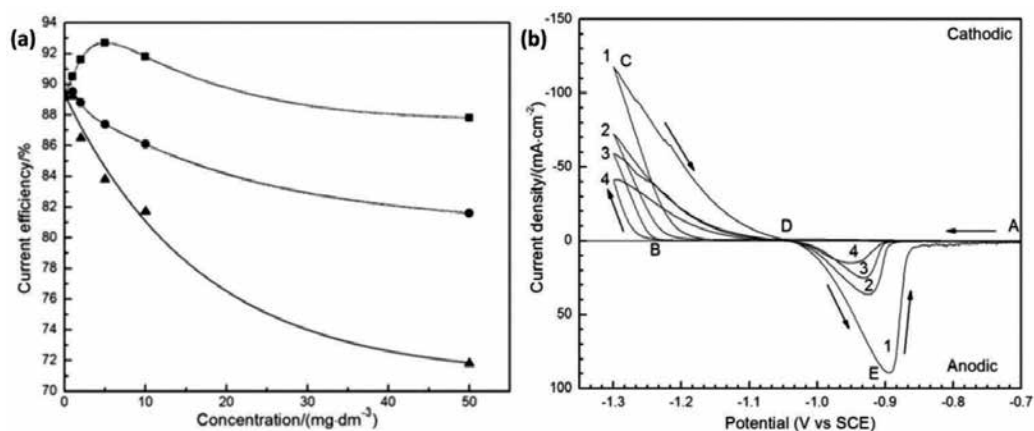 (a)
94
92
90
88
86
84
82
80
78
76
74
72
70
Current efficiency/%
0 10 20 30 40 50
Concentration/(mg·dm⁻³)
(b)
-150
-100
-50
0
50
100
Current density/(mA·cm⁻²)
Cathodic
1 C
2
3
4
B
D
A
4
3
2
1
E
Anodic
-1.3 -1.2 -1.1 -1.0 -0.9 -0.8 -0.7
Potential (V vs SCE)